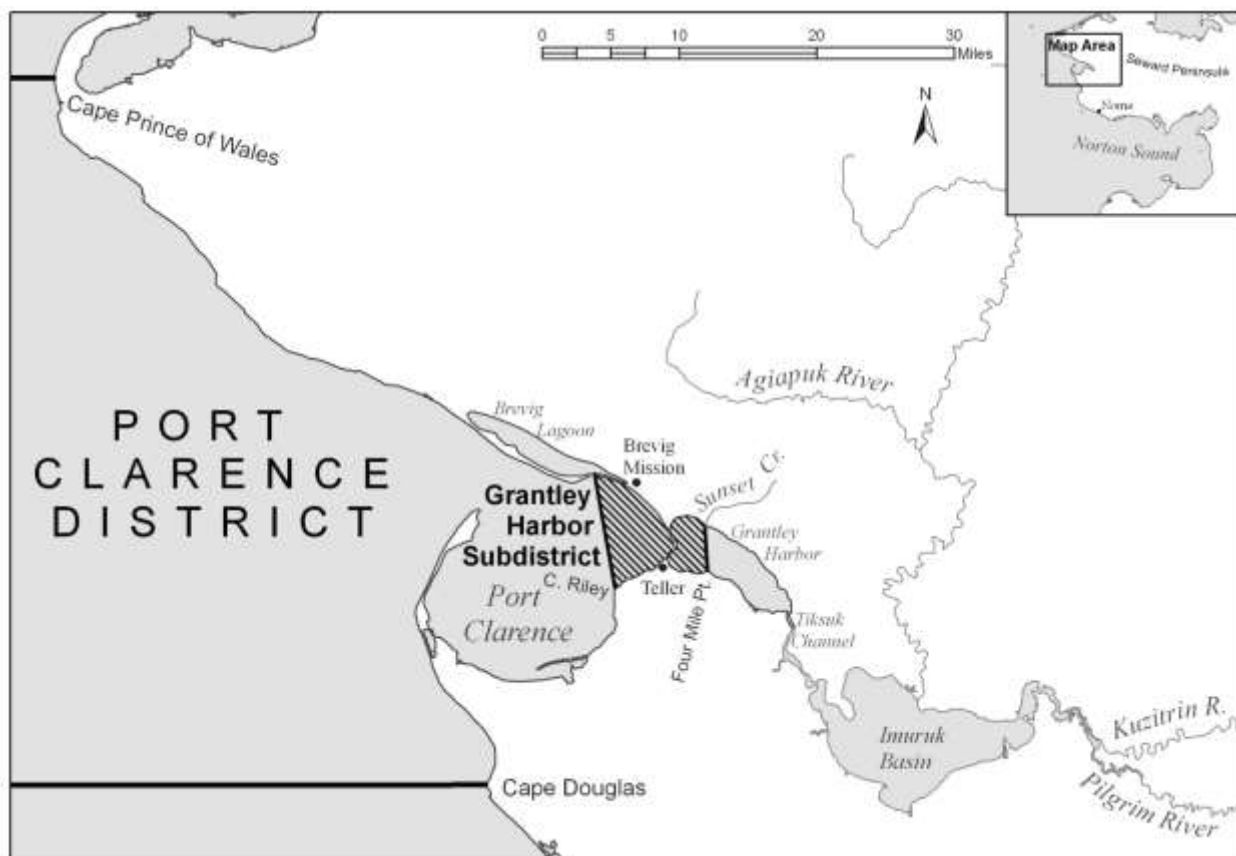 0 5 10 20 30
Miles
N
Map Area
Seward Peninsula
Nome
Norton Sound
Cape Prince of Wales
Agiapuk River
PORT
CLARENCE
DISTRICT
Brevig
Lagoon
Brevig
Mission
Sunset Cr.
Grantley
Harbor
Subdistrict
Grantley
Harbor
C. Riley
Teller
Port
Clarence
Four Mile Pt.
Tiksuk
Channel
Imuruk
Basin
Kuzitrin R.
Pilgrim River
Cape Douglas